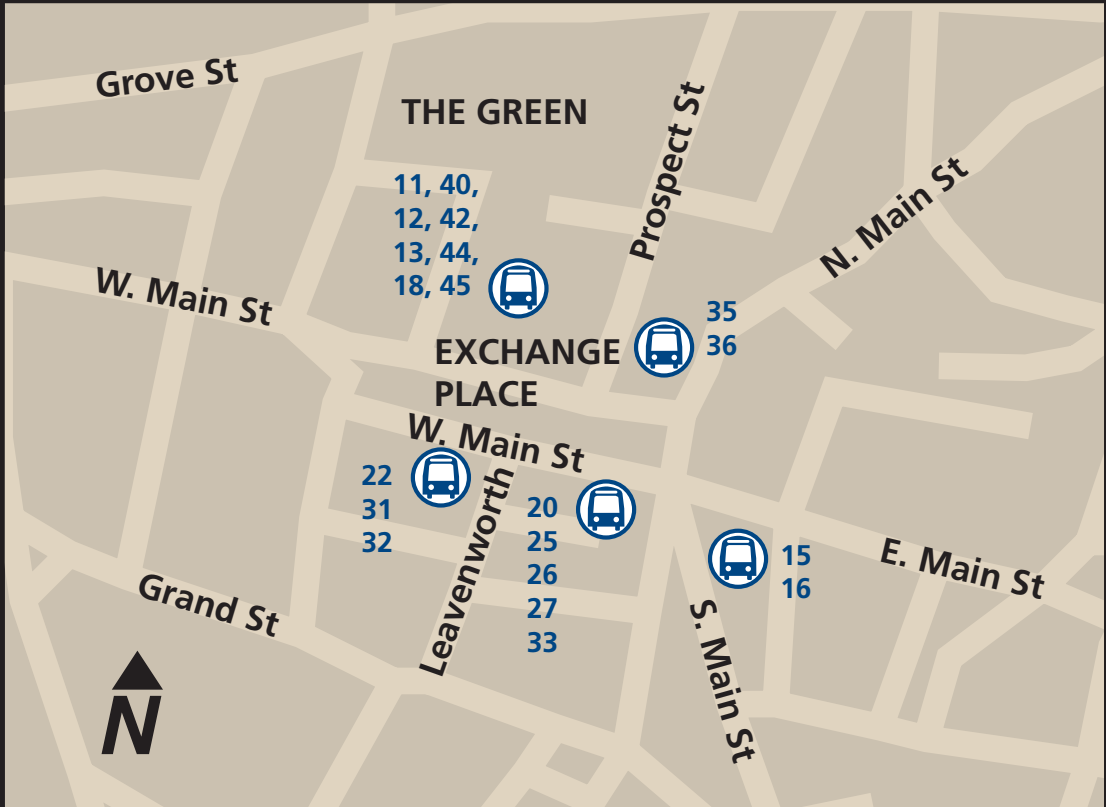 Grove St
THE GREEN
Prospect St
N. Main St
11, 40,
12, 42,
13, 44,
18, 45
W. Main St
35
36
EXCHANGE
PLACE
W. Main St
22
31
32
Leavenworth
20
25
26
27
33
15
16
E. Main St
Grand St
S. Main St
N